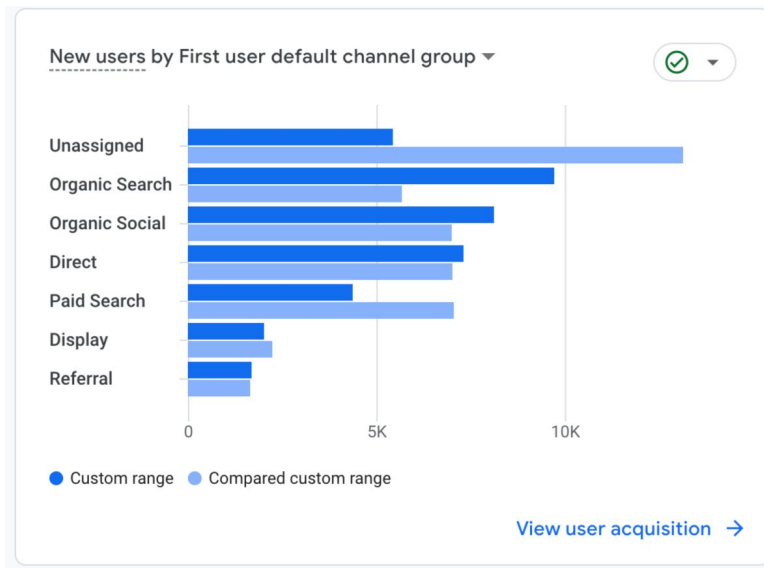 New users by First user default channel group
Unassigned
Organic Search
Organic Social
Direct
Paid Search
Display
Referral
0 5K 10K
Custom range Compared custom range
View user acquisition